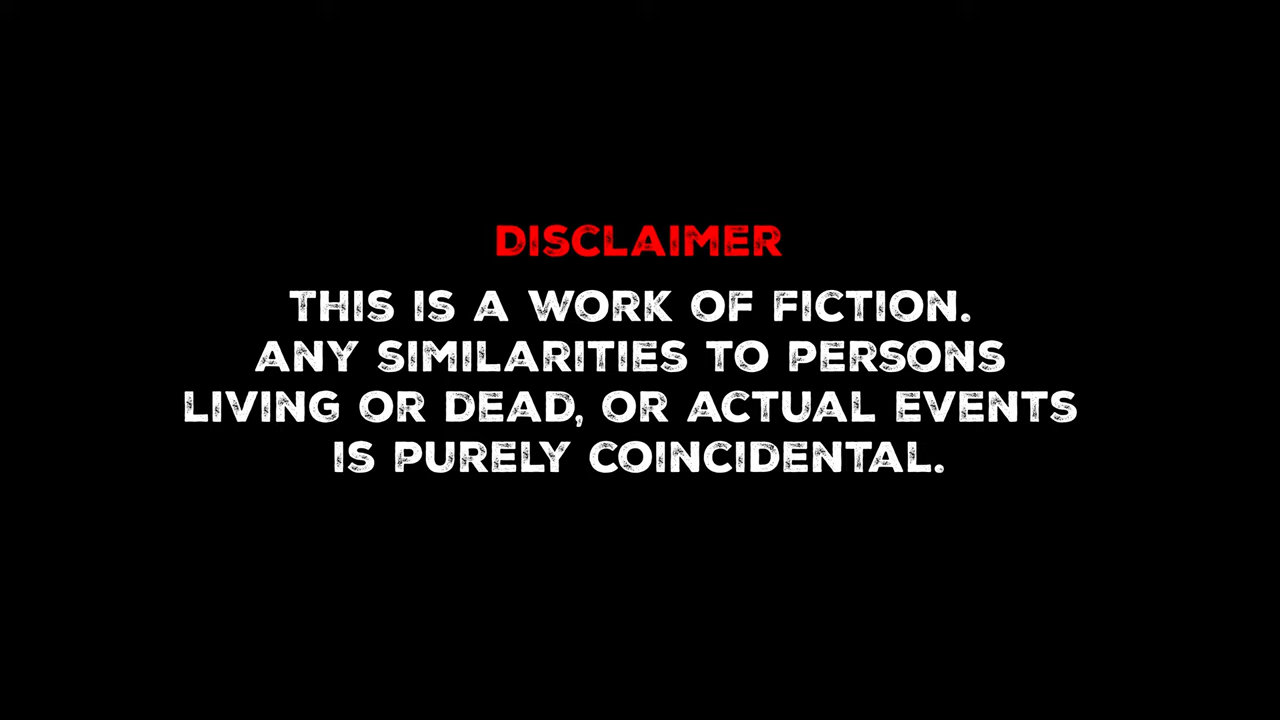 DISCLAIMER
THIS IS A WORK OF FICTION.
ANY SIMILARITIES TO PERSONS
LIVING OR DEAD, OR ACTUAL EVENTS
IS PURELY COINCIDENTAL.